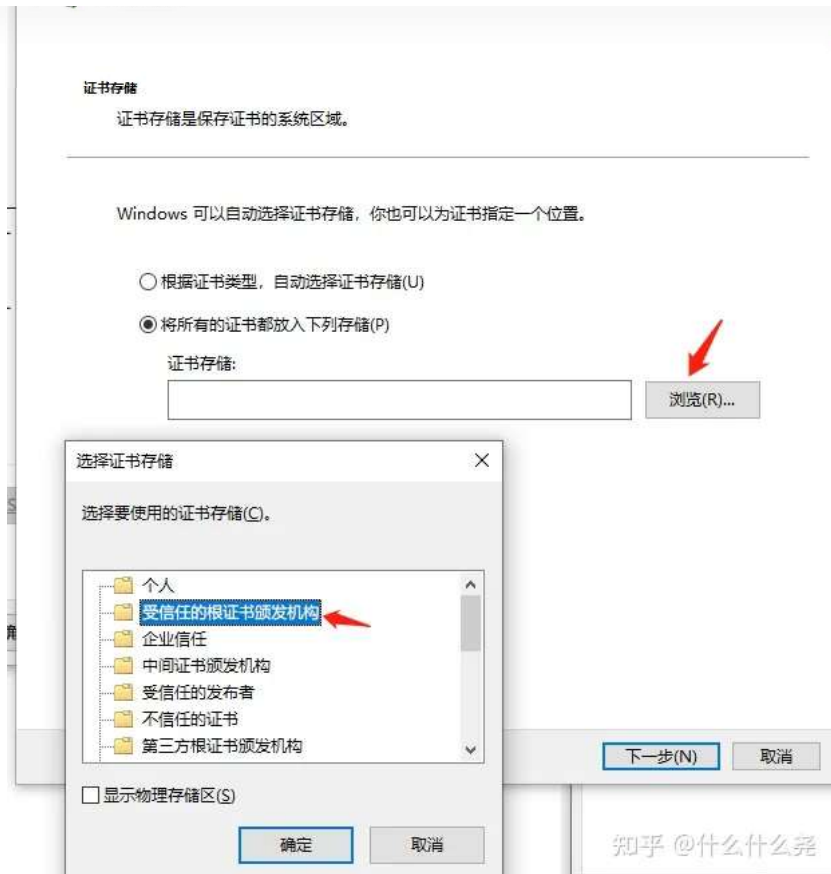 证书存储
证书存储是保存证书的系统区域。
Windows 可以自动选择证书存储，你也可以为证书指定一个位置。
根据证书类型，自动选择证书存储(U)
将所有的证书都放入下列存储(P)
证书存储:
浏览(R)...
选择证书存储
选择要使用的证书存储(C)。
个人
受信任的根证书颁发机构
企业信任
中间证书颁发机构
受信任的发布者
不信任的证书
第三方根证书颁发机构
显示物理存储区(S)
确定
取消
下一步(N)
取消
知乎 @什么什么尧